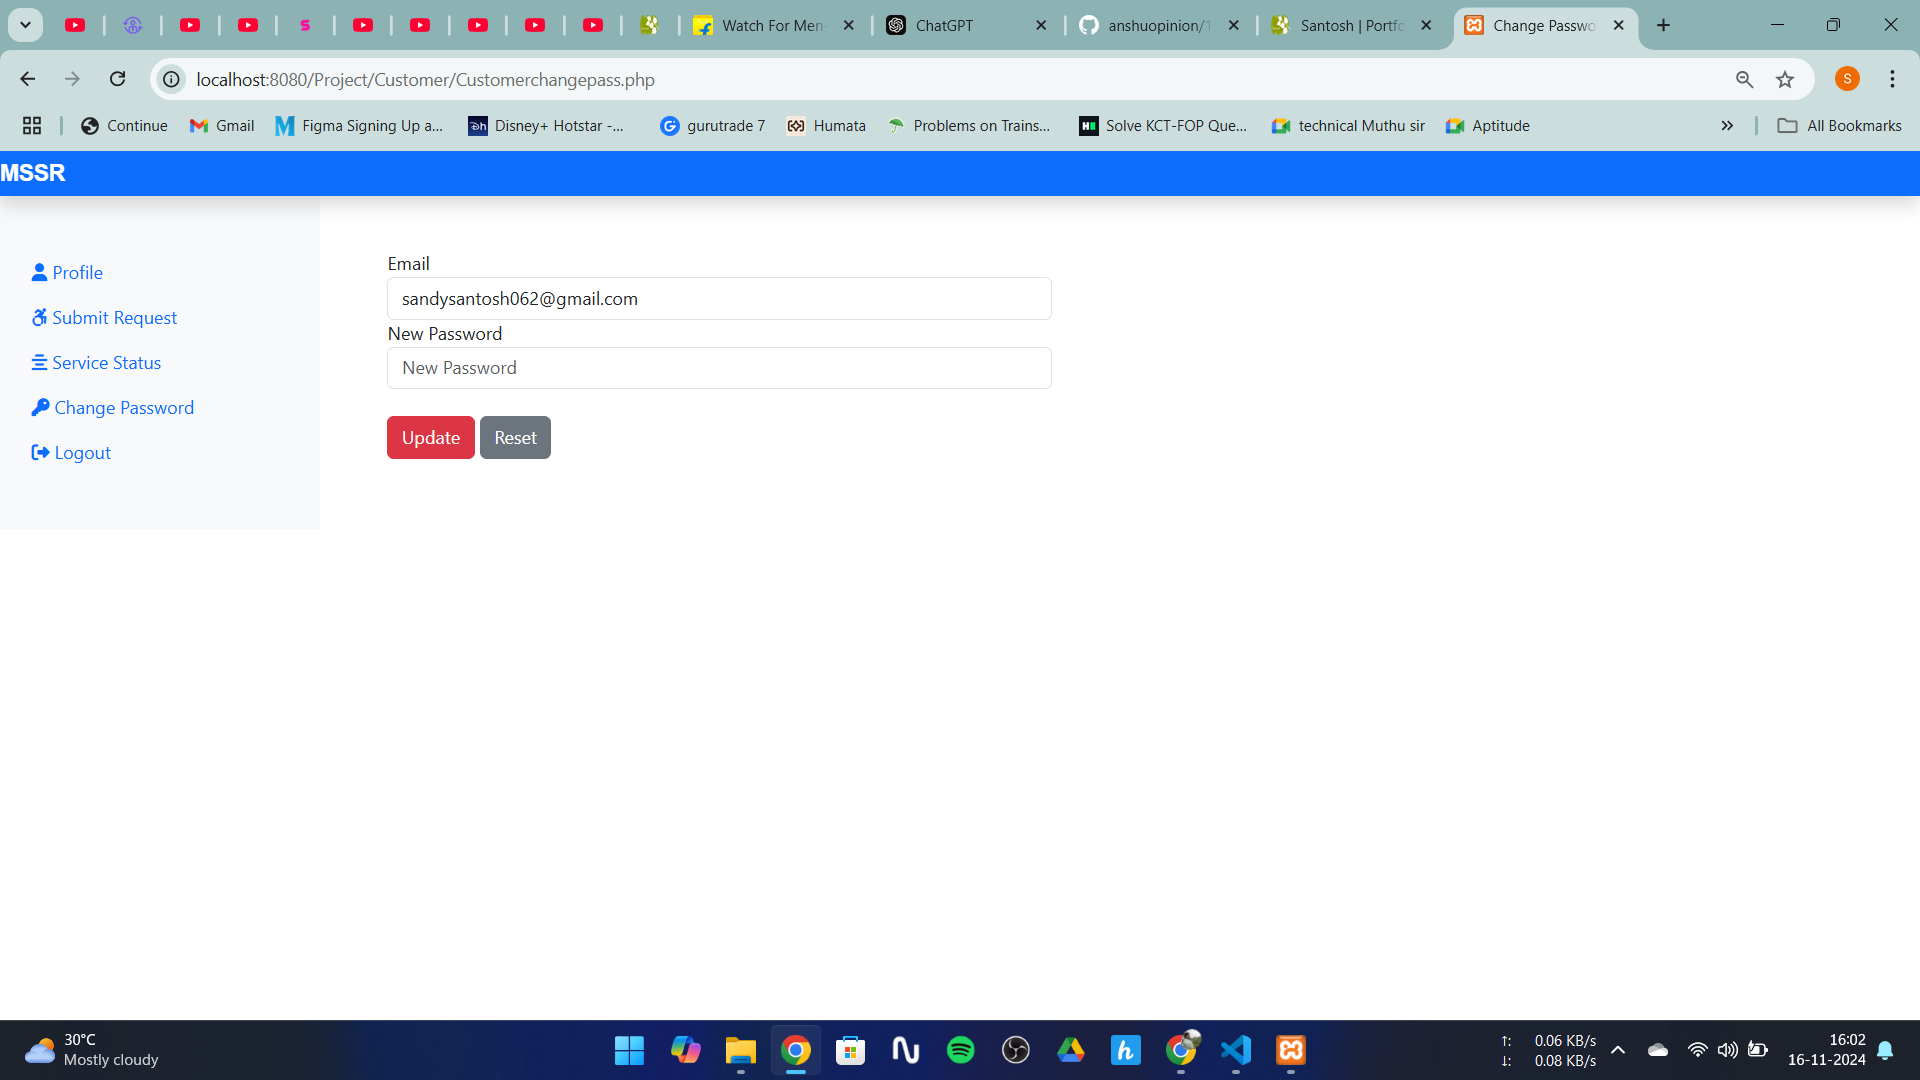 Watch For Men-
ChatGPT
anshuopinion/1
Santosh | Portfo
Change Passwo
localhost:8080/Project/Customer/Customerchangepass.php
S
Continue
Gmail
Figma Signing Up a...
Disney+ Hotstar -...
gurutrade 7
Humata
Problems on Trains...
Solve KCT-FOP Que...
technical Muthu sir
Aptitude
All Bookmarks
MSSR
Profile
Submit Request
Service Status
Change Password
Logout
Email
sandysantosh062@gmail.com
New Password
New Password
Update Reset
30°C
Mostly cloudy
↑: 0.06 KB/s
↓: 0.08 KB/s
16:02
16-11-2024